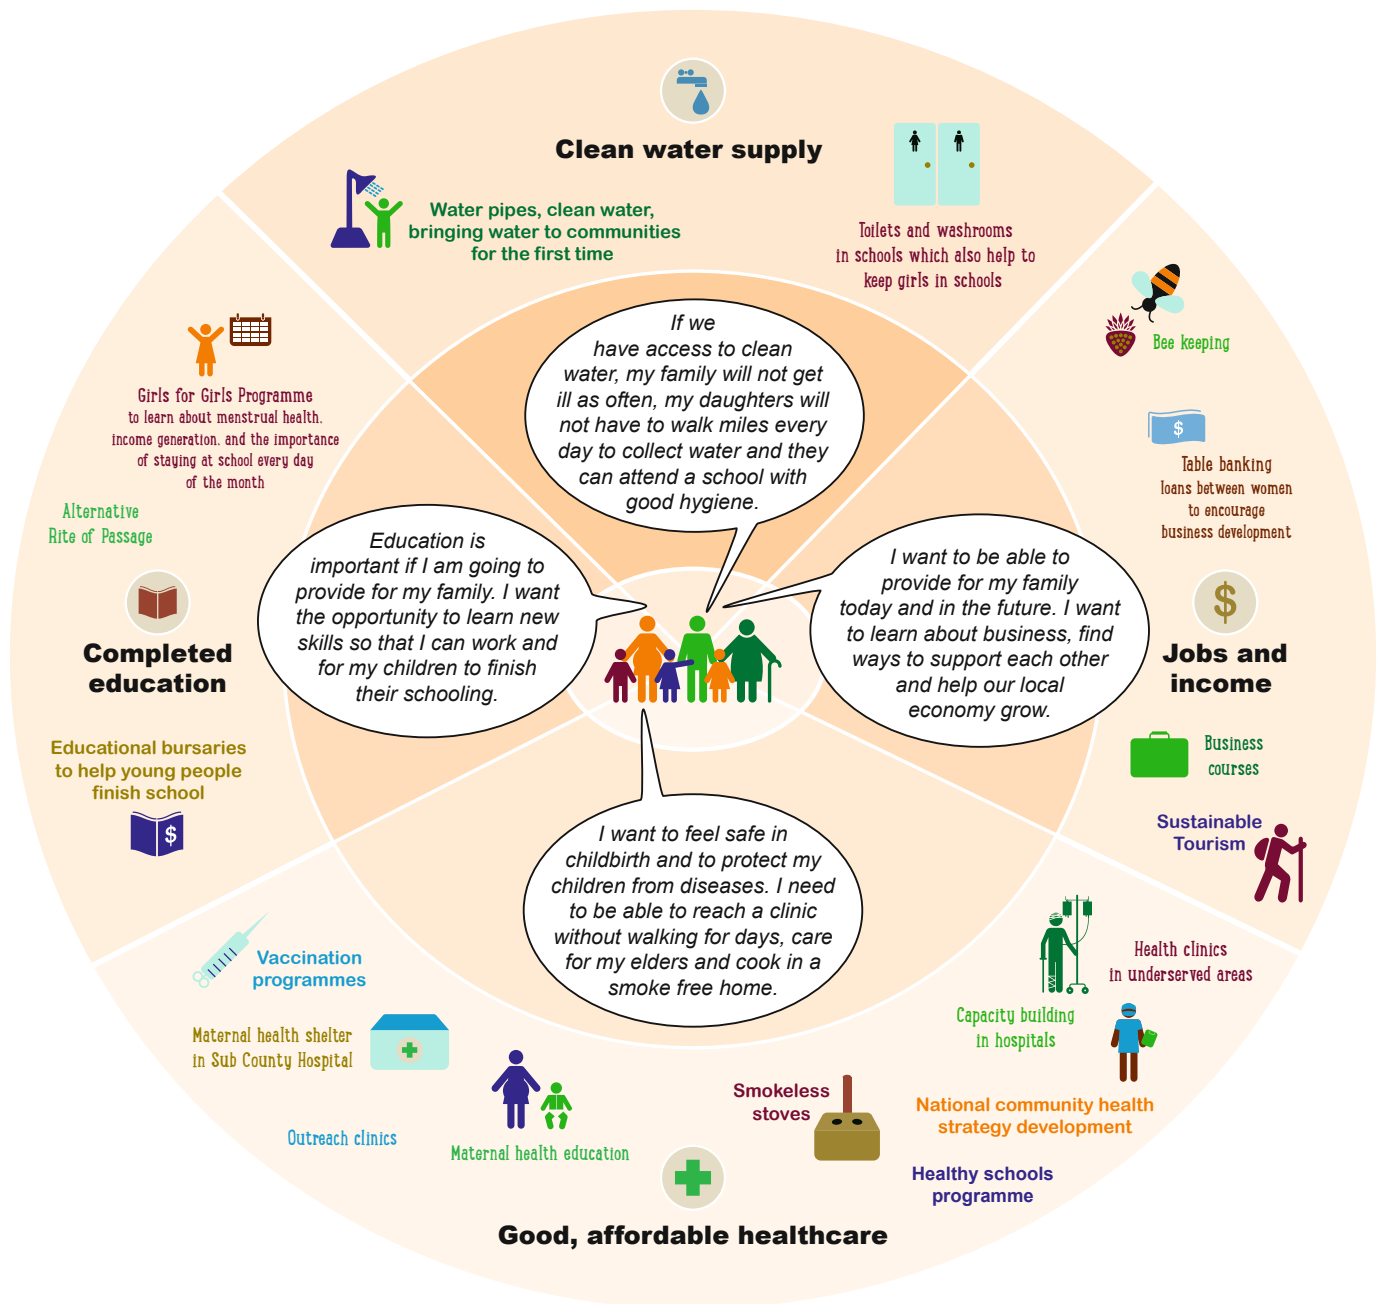 Clean water supply
Water pipes, clean water,
bringing water to communities
for the first time
Toilets and washrooms
in schools which also help to
keep girls in schools
If we
have access to clean
water, my family will not get
ill as often, my daughters will
not have to walk miles every
day to collect water and they
can attend a school with
good hygiene.
Girls for Girls Programme
to learn about menstrual health,
income generation, and the importance
of staying at school every day
of the month
Alternative
Rite of Passage
Completed
education
Educational bursaries
to help young people
finish school
$
Education is
important if I am going to
provide for my family. I want
the opportunity to learn new
skills so that I can work and
for my children to finish
their schooling.
I want to be able to
provide for my family
today and in the future. I want
to learn about business, find
ways to support each other
and help our local
economy grow.
Bee keeping
$
Table banking
loans between women
to encourage
business development
$
Jobs and
income
Business
courses
Sustainable
Tourism
I want to feel safe in
childbirth and to protect my
children from diseases. I need
to be able to reach a clinic
without walking for days, care
for my elders and cook in a
smoke free home.
Vaccination
programmes
Maternal health shelter
in Sub County Hospital
Outreach clinics
Maternal health education
Smokeless
stoves
Capacity building
in hospitals
Health clinics
in underserved areas
National community health
strategy development
Healthy schools
programme
Good, affordable healthcare